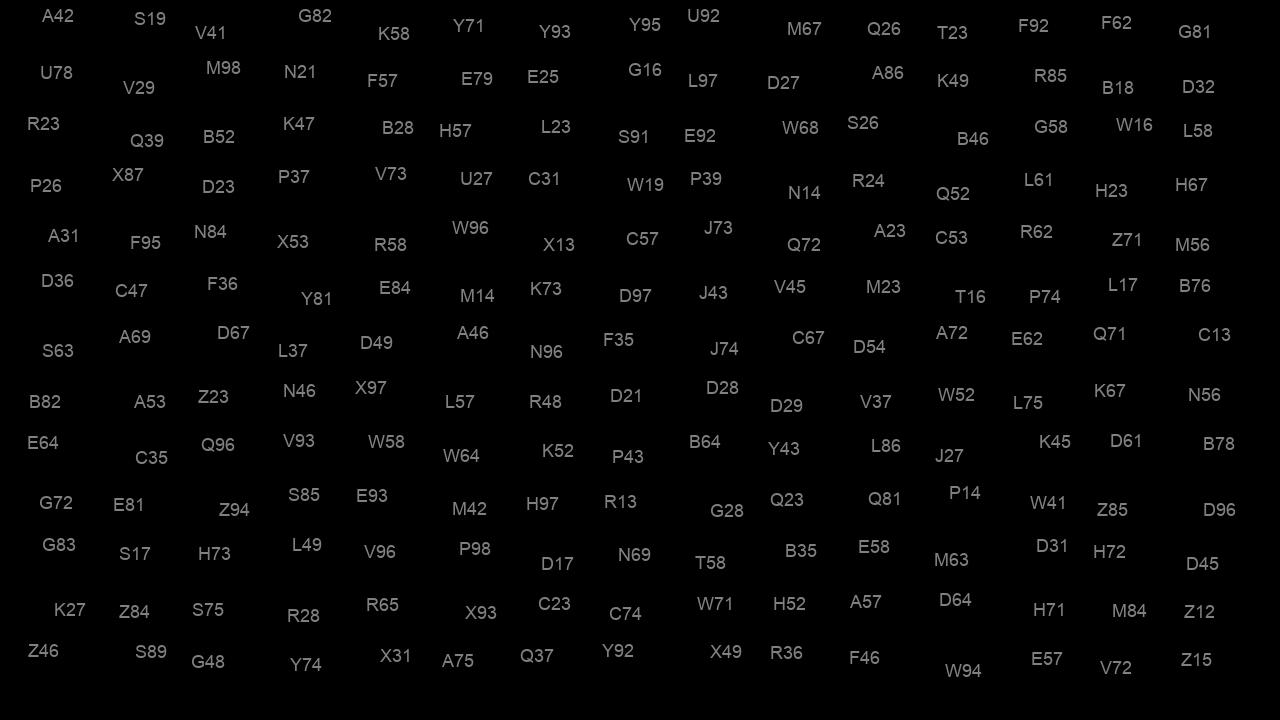 A42 S19 V41 G82 K58 Y71 Y93 Y95 U92 M67 Q26 T23 F92 F62 G81
U78 V29 M98 N21 F57 E79 E25 G16 L97 D27 A86 K49 R85 B18 D32
R23 Q39 B52 K47 B28 H57 L23 S91 E92 W68 S26 B46 G58 W16 L58
P26 X87 D23 P37 V73 U27 C31 W19 P39 N14 R24 Q52 L61 H23 H67
A31 F95 N84 X53 R58 W96 X13 C57 J73 Q72 A23 C53 R62 Z71 M56
D36 C47 F36 Y81 E84 M14 K73 D97 J43 V45 M23 T16 P74 L17 B76
S63 A69 D67 L37 D49 A46 N96 F35 J74 C67 D54 A72 E62 Q71 C13
B82 A53 Z23 N46 X97 L57 R48 D21 D28 D29 V37 W52 L75 K67 N56
E64 C35 Q96 V93 W58 W64 K52 P43 B64 Y43 L86 J27 K45 D61 B78
G72 E81 Z94 S85 E93 M42 H97 R13 G28 Q23 Q81 P14 W41 Z85 D96
G83 S17 H73 L49 V96 P98 D17 N69 T58 B35 E58 M63 D31 H72 D45
K27 Z84 S75 R28 R65 X93 C23 C74 W71 H52 A57 D64 H71 M84 Z12
Z46 S89 G48 Y74 X31 A75 Q37 Y92 X49 R36 F46 W94 E57 V72 Z15